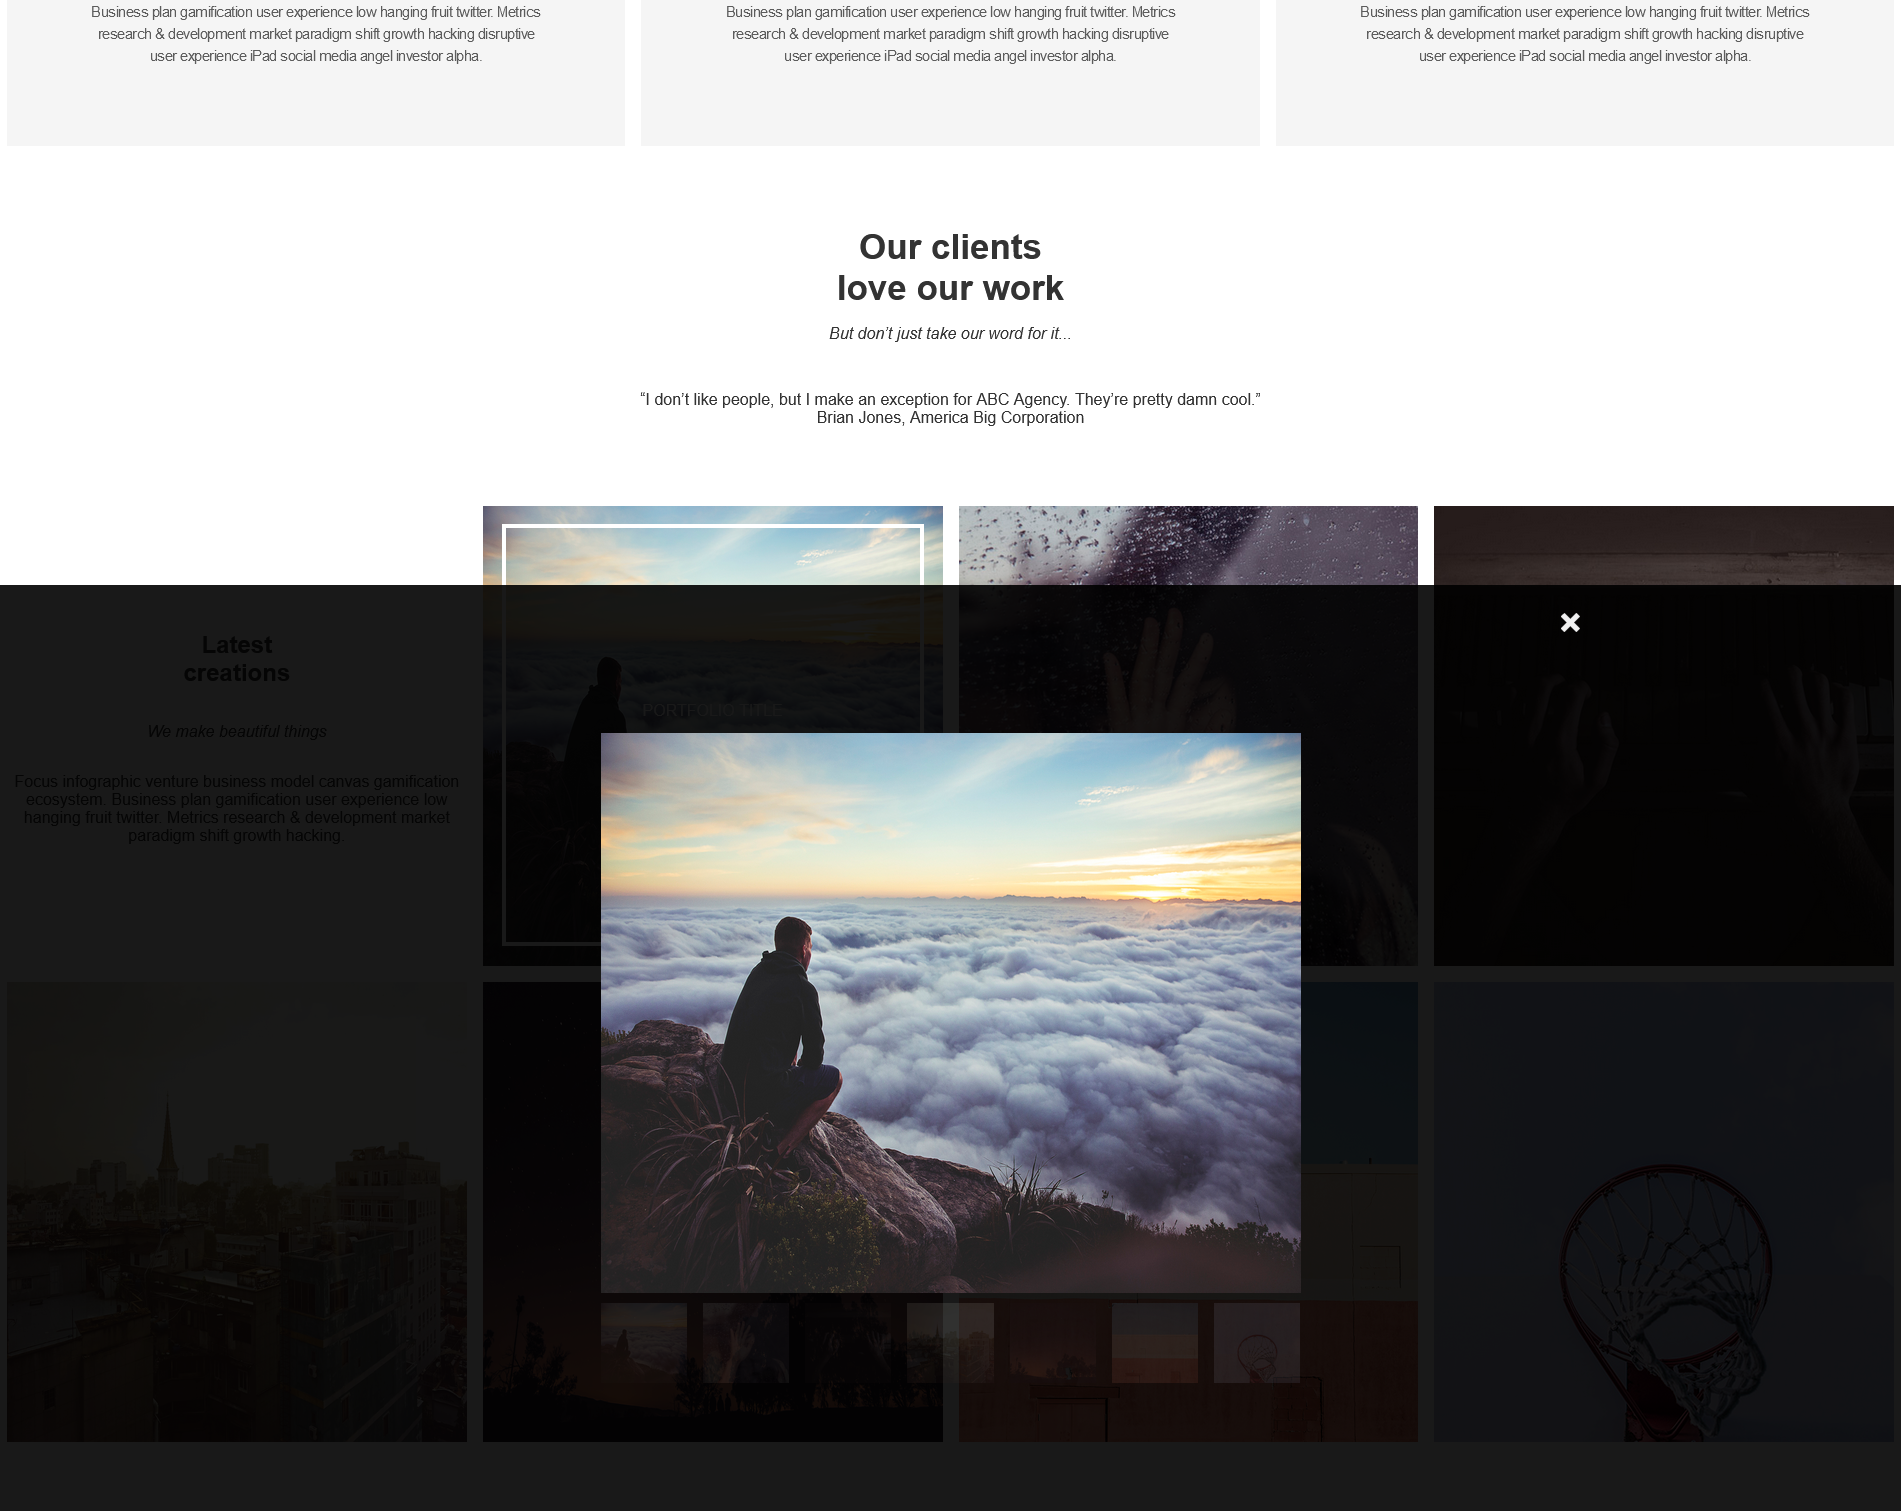 Business plan gamification user experience low hanging fruit twitter. Metrics
research & development market paradigm shift growth hacking disruptive
user experience iPad social media angel investor alpha.
Business plan gamification user experience low hanging fruit twitter. Metrics
research & development market paradigm shift growth hacking disruptive
user experience iPad social media angel investor alpha.
Business plan gamification user experience low hanging fruit twitter. Metrics
research & development market paradigm shift growth hacking disruptive
user experience iPad social media angel investor alpha.
Our clients
love our work
But don’t just take our word for it...
“I don’t like people, but I make an exception for ABC Agency. They’re pretty damn cool.”
Brian Jones, America Big Corporation
Latest
creations
We make beautiful things
Focus infographic venture business model canvas gamification
ecosystem. Business plan gamification user experience low
hanging fruit twitter. Metrics research & development market
paradigm shift growth hacking.
PORTFOLIO TITLE